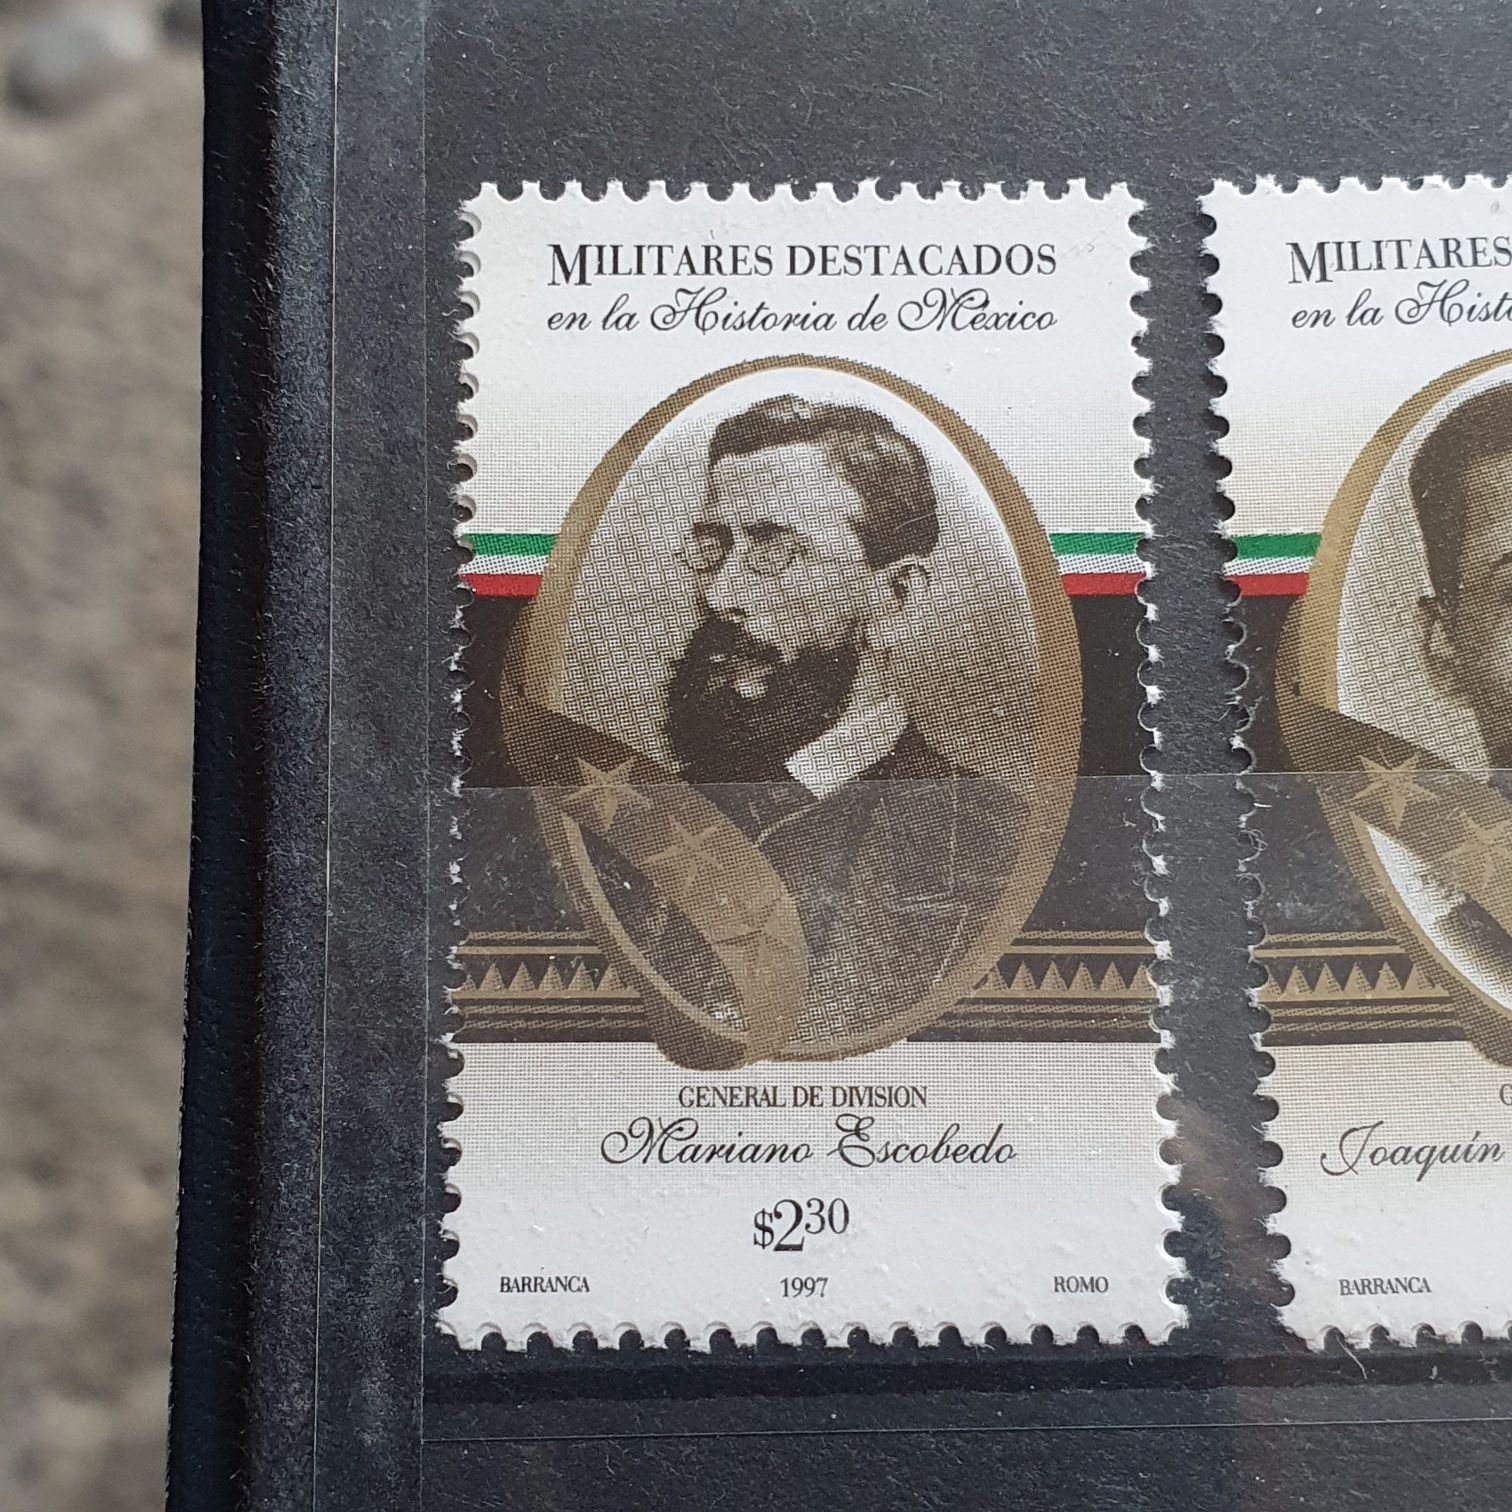 MILITARES DESTACADOS
en la Historia de México
GENERAL DE DIVISION
Mariano Escobedo
$2.30
BARRANCA 1997 ROMO
MILITARES
en la
Joaquín
BARRANCA